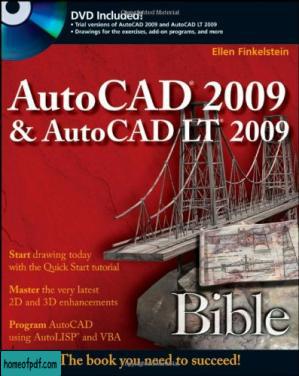 DVD Included!
• Trial versions of AutoCAD 2009 and AutoCAD LT 2009
• Drawings for the exercises, add-on programs, and more
Ellen Finkelstein
AutoCAD® 2009
& AutoCAD LT® 2009
Start drawing today
with the Quick Start tutorial
Master the very latest
2D and 3D enhancements
Program AutoCAD
using AutoLISP® and VBA
Bible
The book you need to succeed!
homeofpdf.com